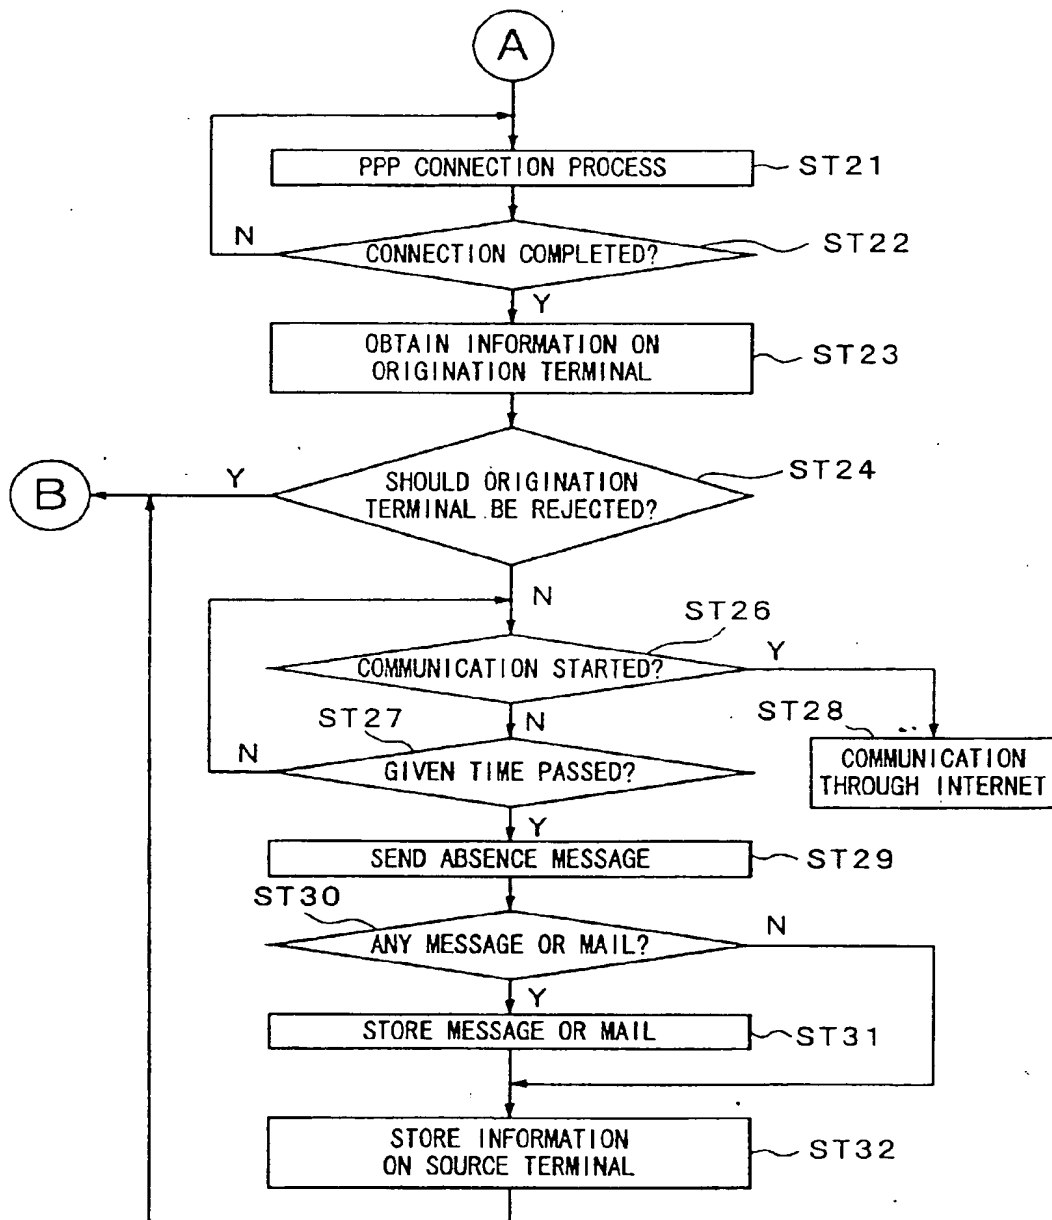 A
PPP CONNECTION PROCESS
ST21
N
CONNECTION COMPLETED?
ST22
Y
OBTAIN INFORMATION ON
ORIGINATION TERMINAL
ST23
B
Y
SHOULD ORIGINATION
TERMINAL BE REJECTED?
ST24
N
ST26
COMMUNICATION STARTED?
Y
ST27
N
ST28
N
GIVEN TIME PASSED?
COMMUNICATION
THROUGH INTERNET
Y
SEND ABSENCE MESSAGE
ST29
ST30
ANY MESSAGE OR MAIL?
N
Y
STORE MESSAGE OR MAIL
ST31
STORE INFORMATION
ON SOURCE TERMINAL
ST32